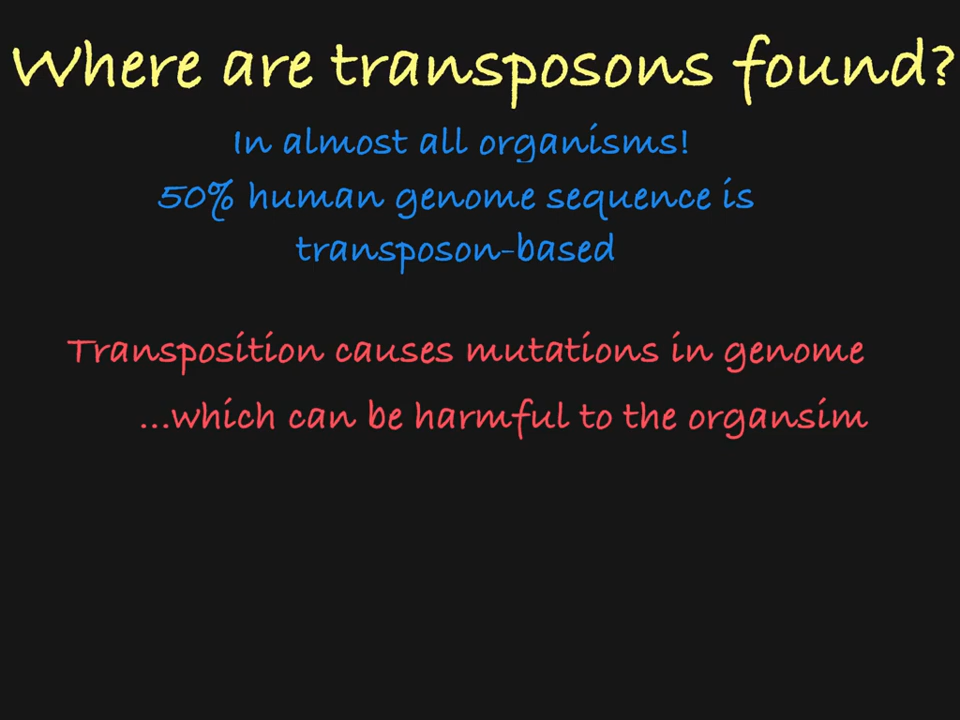 Where are transposons found?
In almost all organisms!
50% human genome sequence is
transposon-based
Transposition causes mutations in genome
...which can be harmful to the organsim